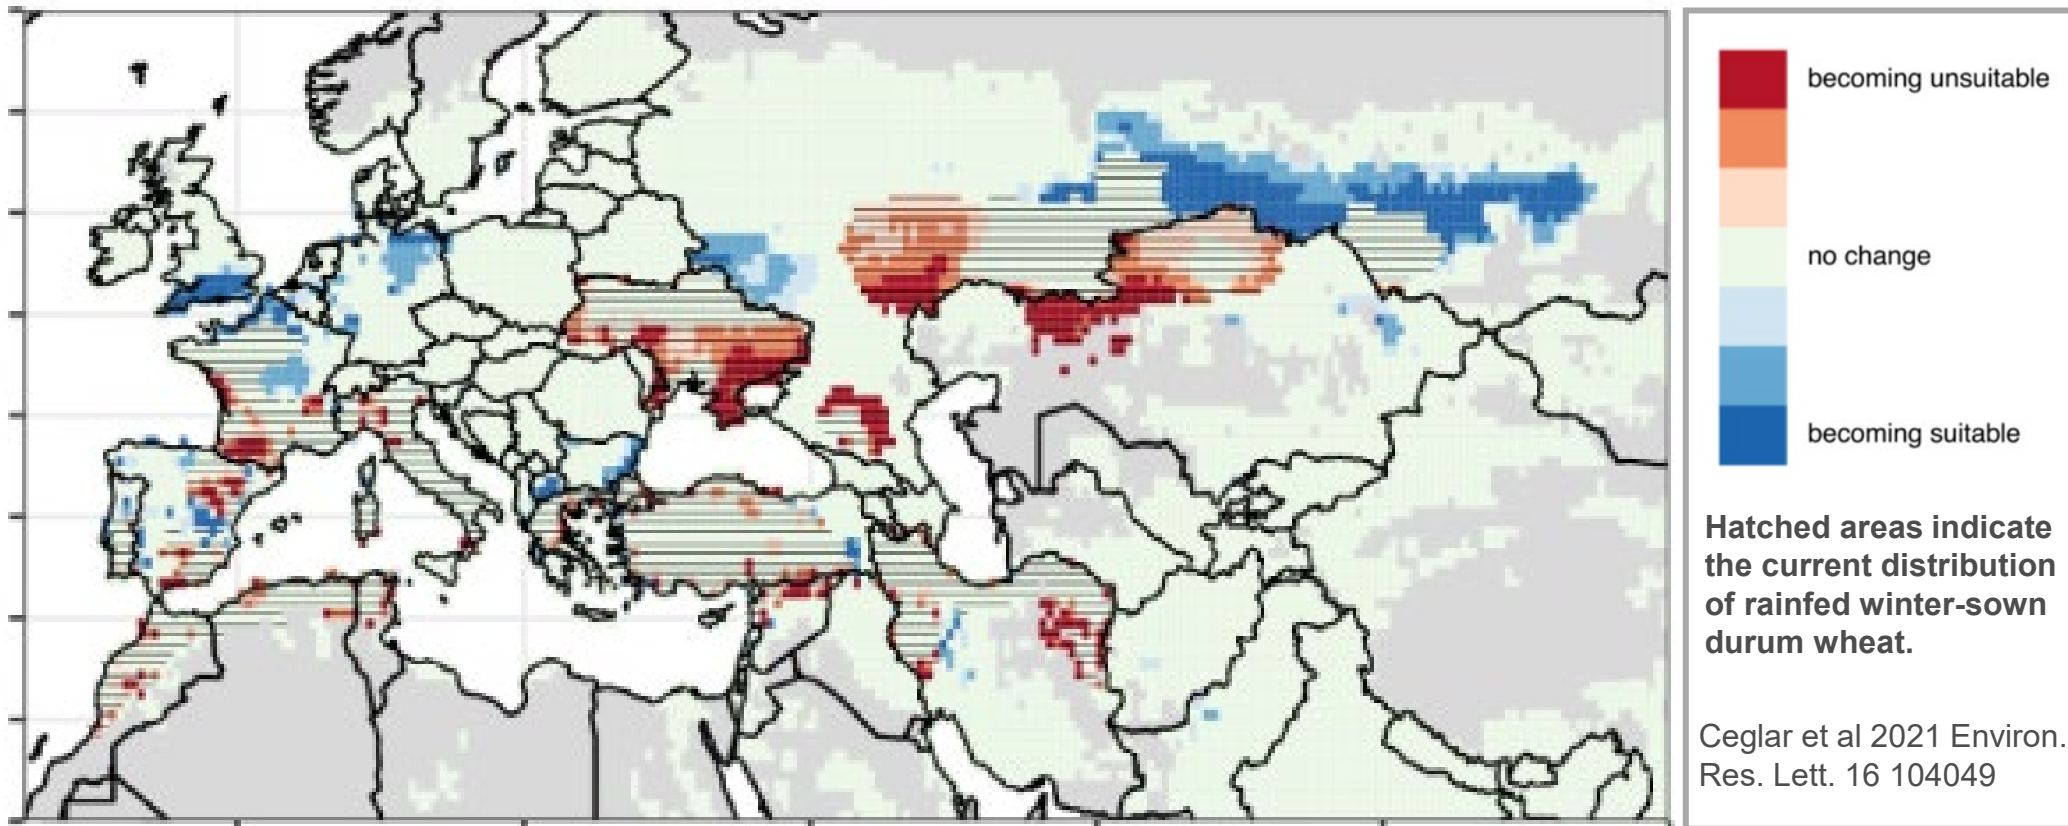 becoming unsuitable
no change
becoming suitable
Hatched areas indicate
the current distribution
of rainfed winter-sown
durum wheat.
Ceglar et al 2021 Environ.
Res. Lett. 16 104049